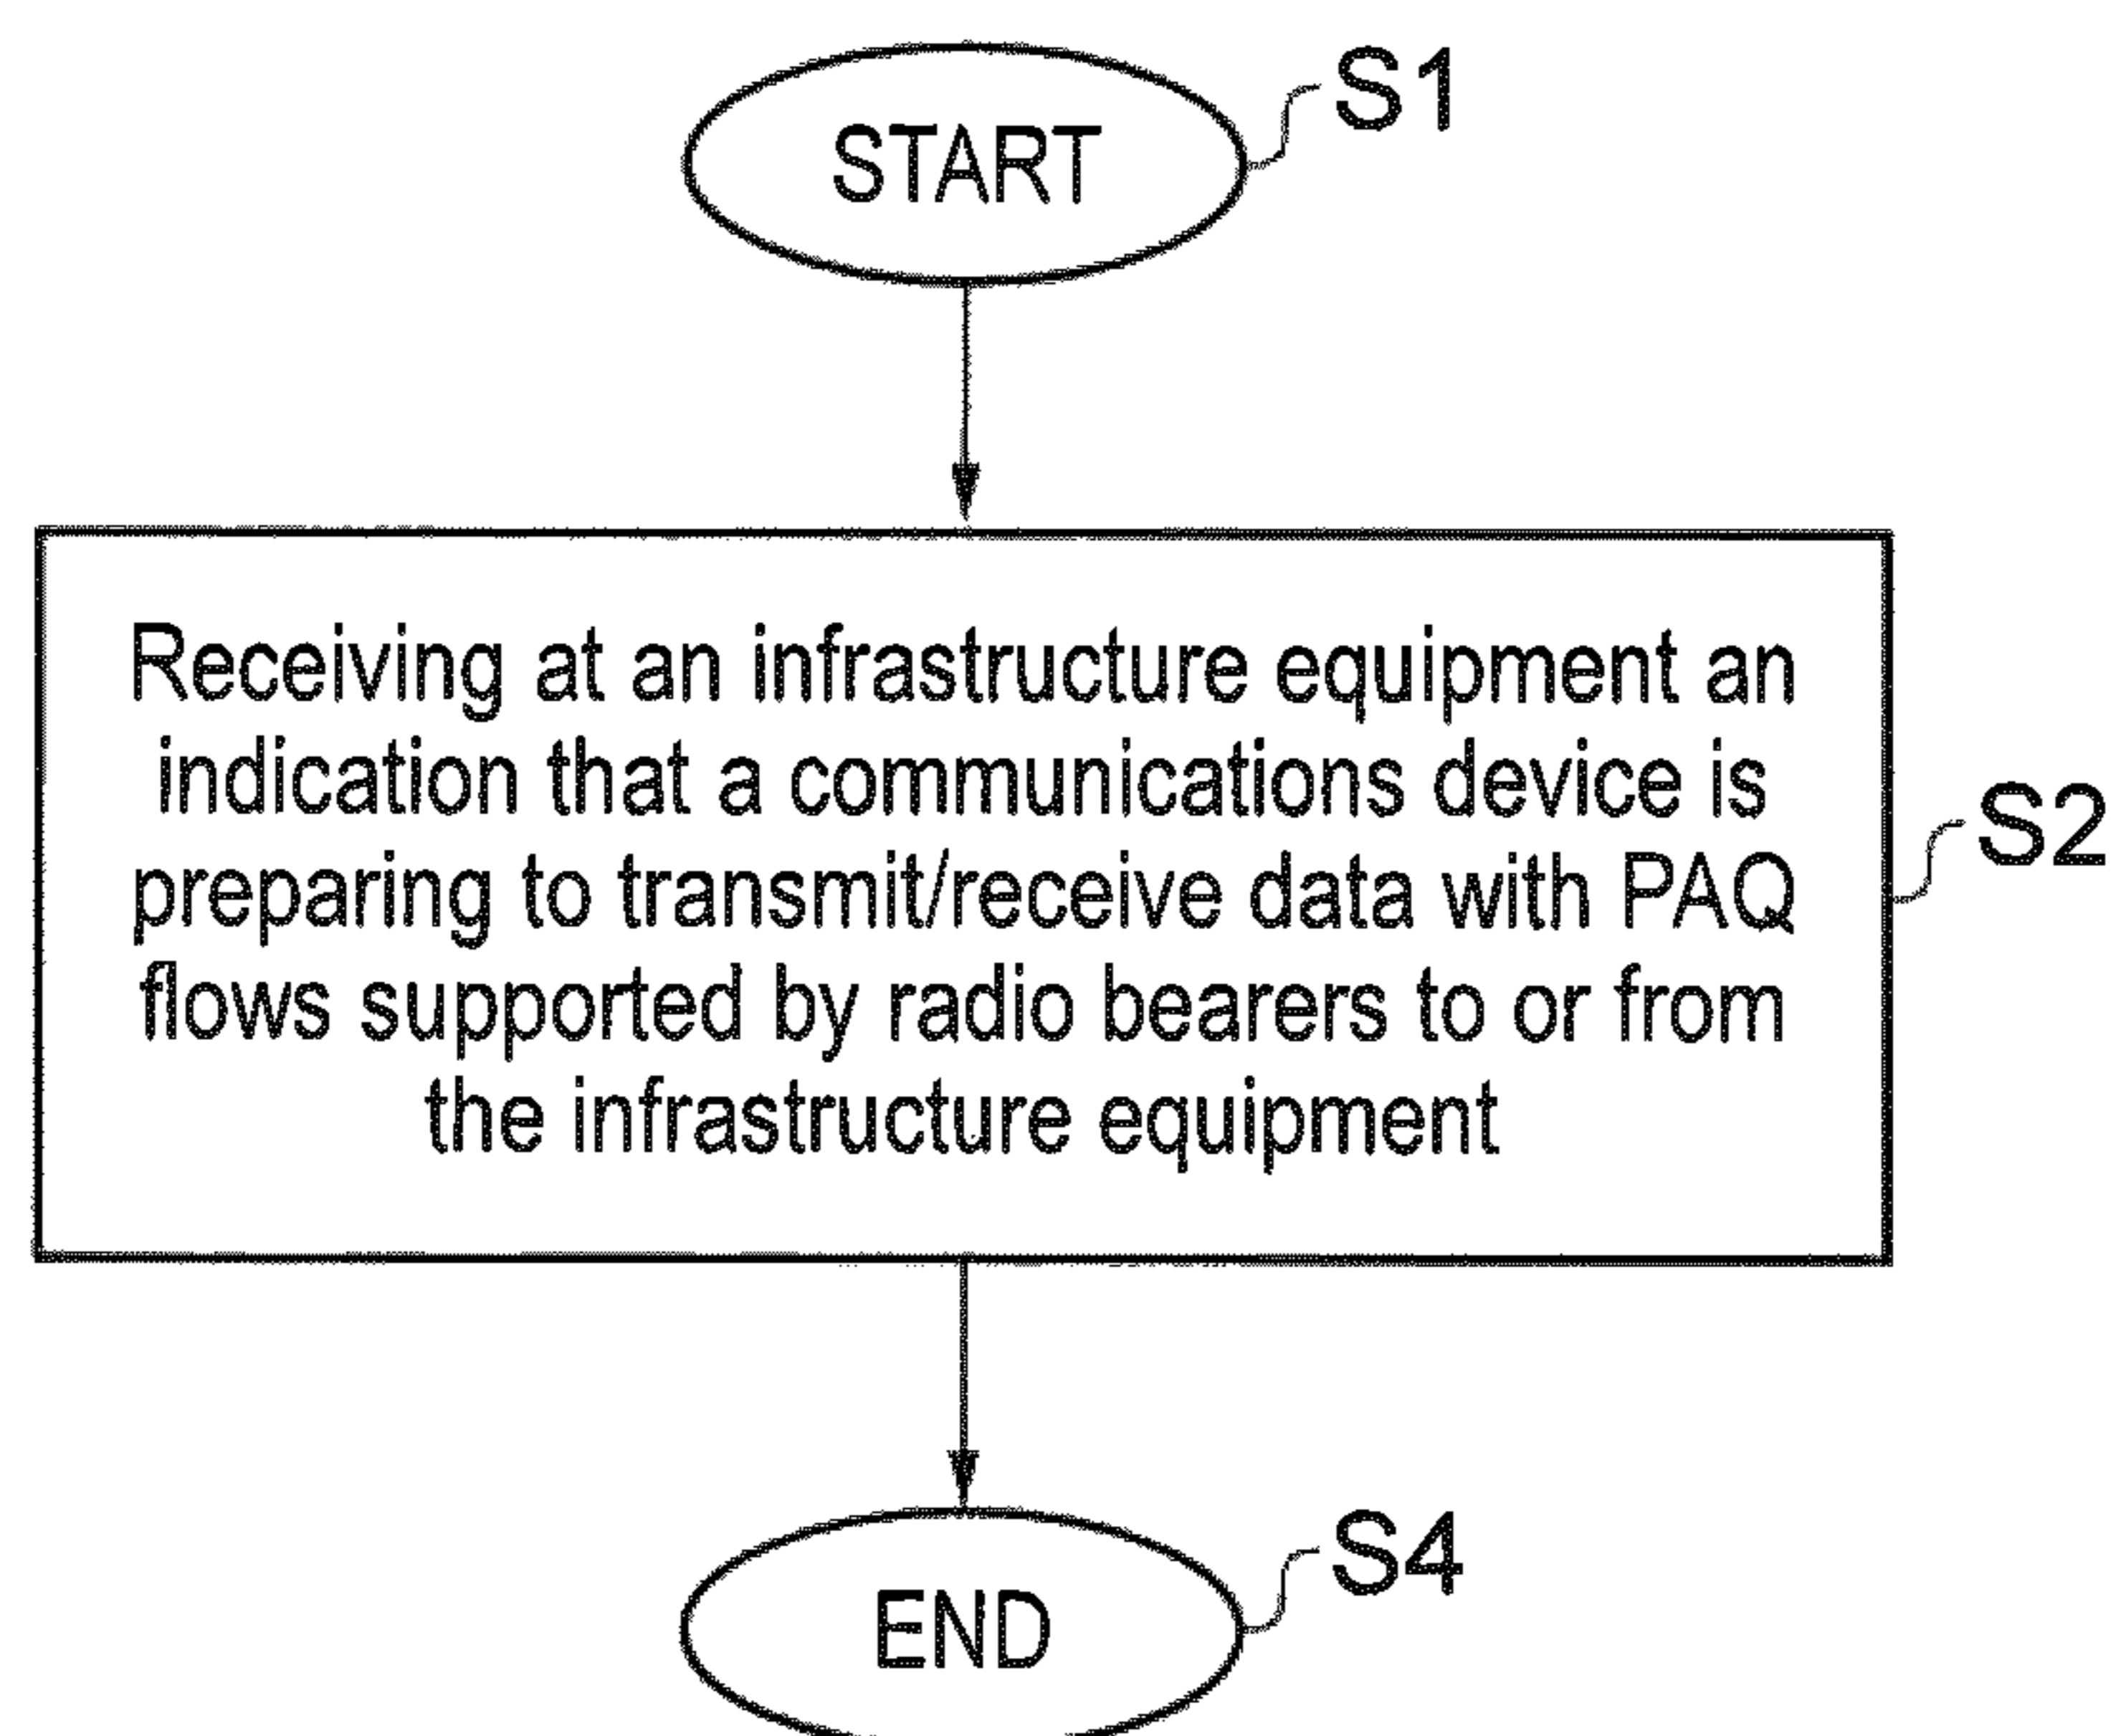 START
S1
Receiving at an infrastructure equipment an
indication that a communications device is
preparing to transmit/receive data with PAQ
flows supported by radio bearers to or from
the infrastructure equipment
S2
END
S4